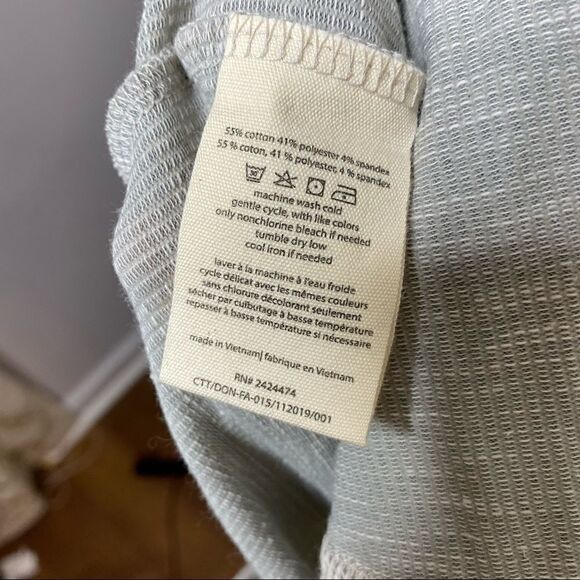 55% cotton 41% polyester 4% spandex
55 % coton, 41 % polyester, 4 % spandex
30°
machine wash cold
gentle cycle, with like colors
only nonchlorine bleach if needed
tumble dry low
cool iron if needed
laver à la machine à l'eau froide
cycle délicat avec les mêmes couleurs
sans chlorure décolorant seulement
sécher par culbutage à basse température
repasser à basse température si nécessaire
made in Vietnam| fabrique en Vietnam
RN# 2424474
CTT/DON-FA-015/112019/001